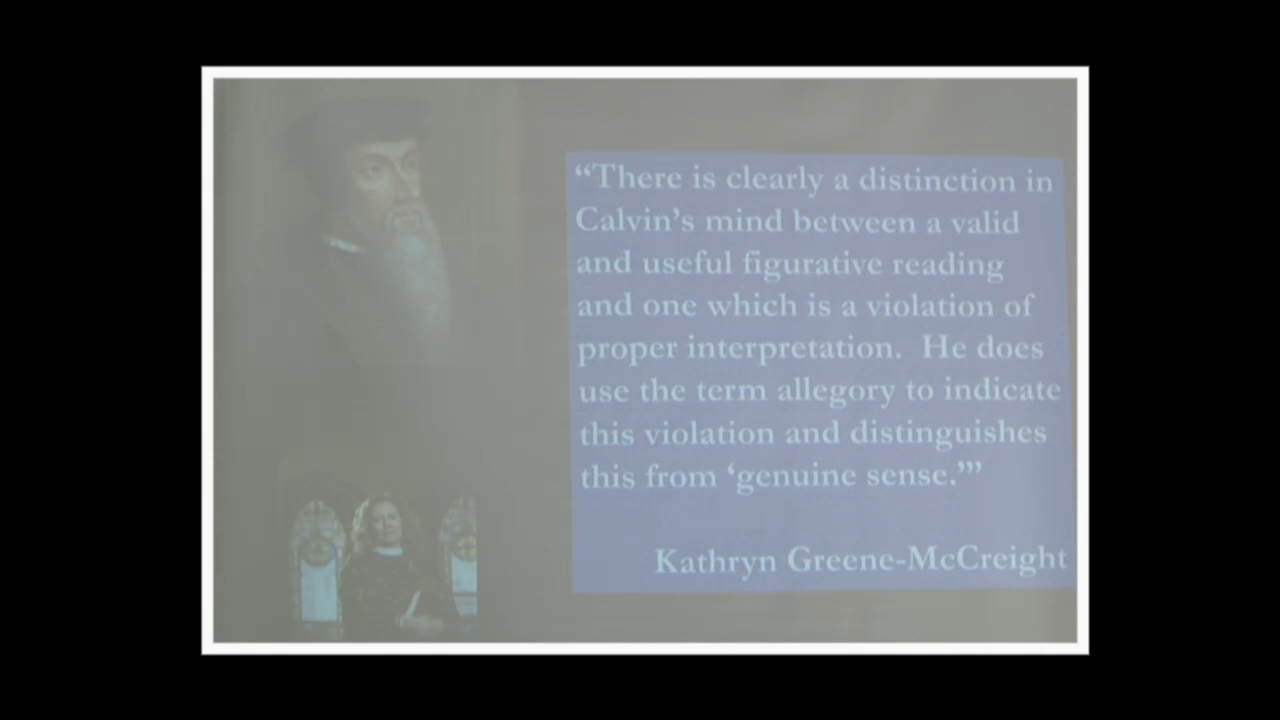 “There is clearly a distinction in
Calvin’s mind between a valid
and useful figurative reading
and one which is a violation of
proper interpretation.  He does
use the term allegory to indicate
this violation and distinguishes
this from ‘genuine sense.’”
Kathryn Greene-McCreight